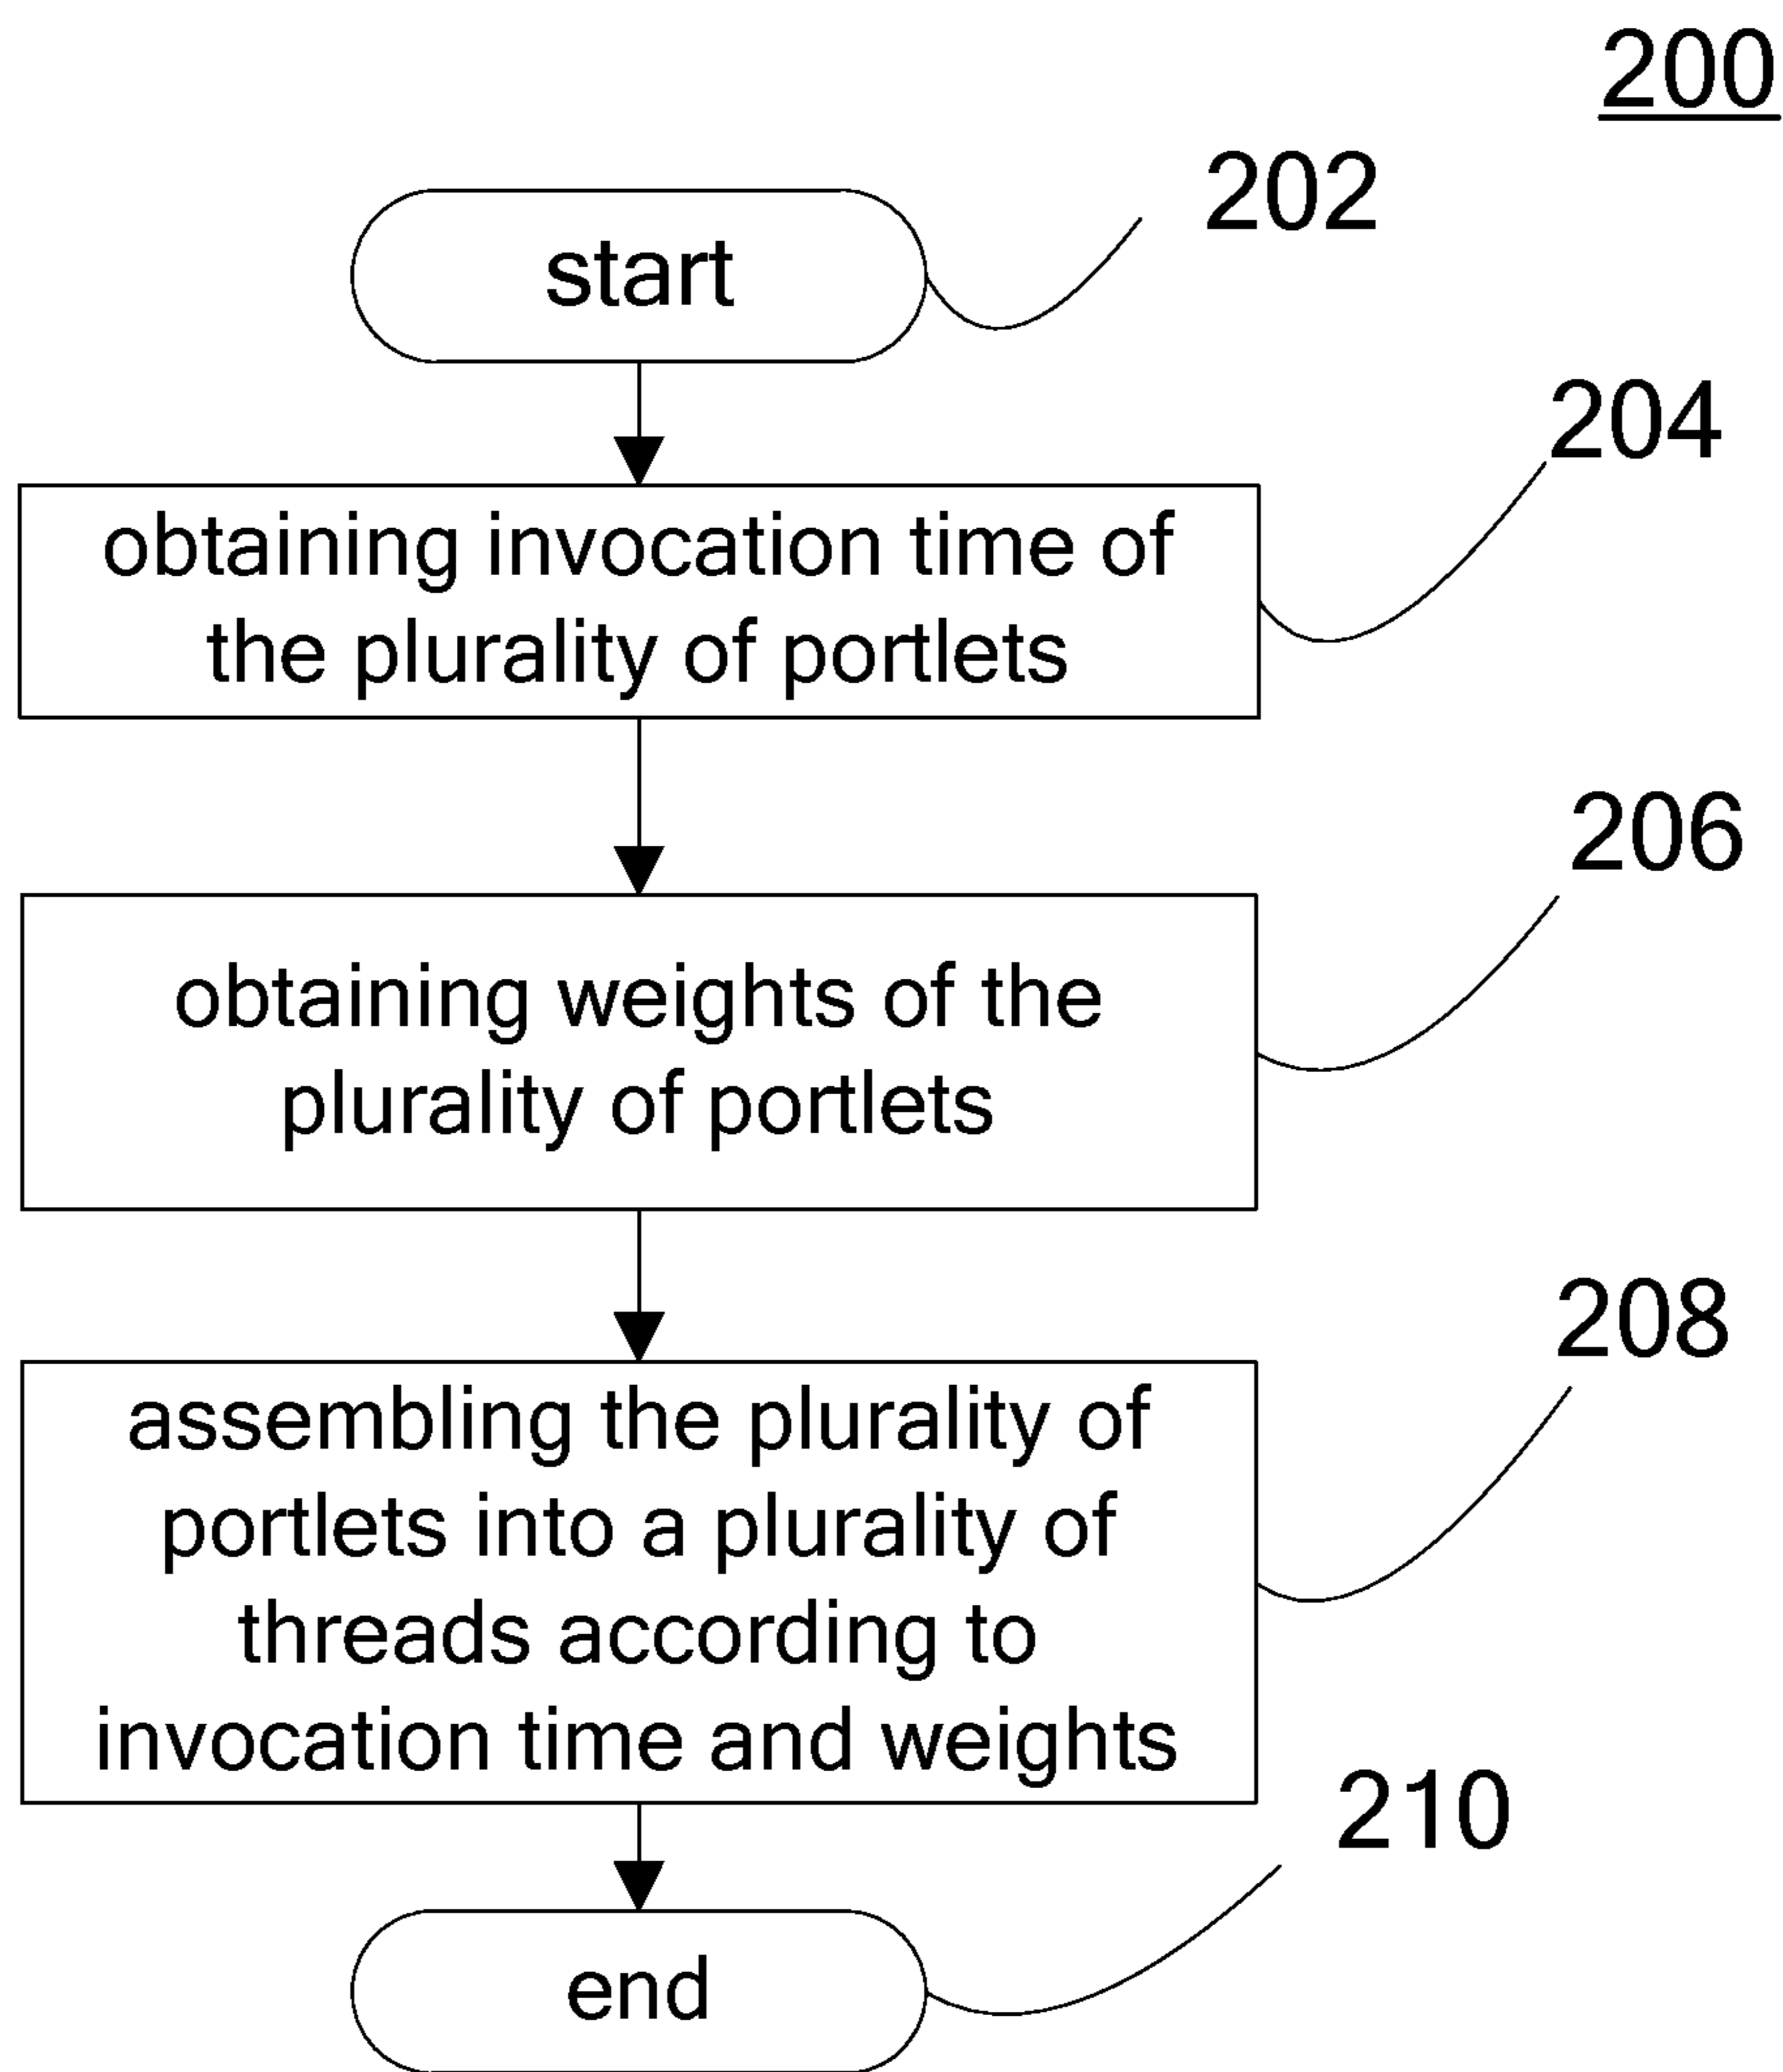 200
202
start
204
obtaining invocation time of
the plurality of portlets
206
obtaining weights of the
plurality of portlets
208
assembling the plurality of
portlets into a plurality of
threads according to
invocation time and weights
210
end